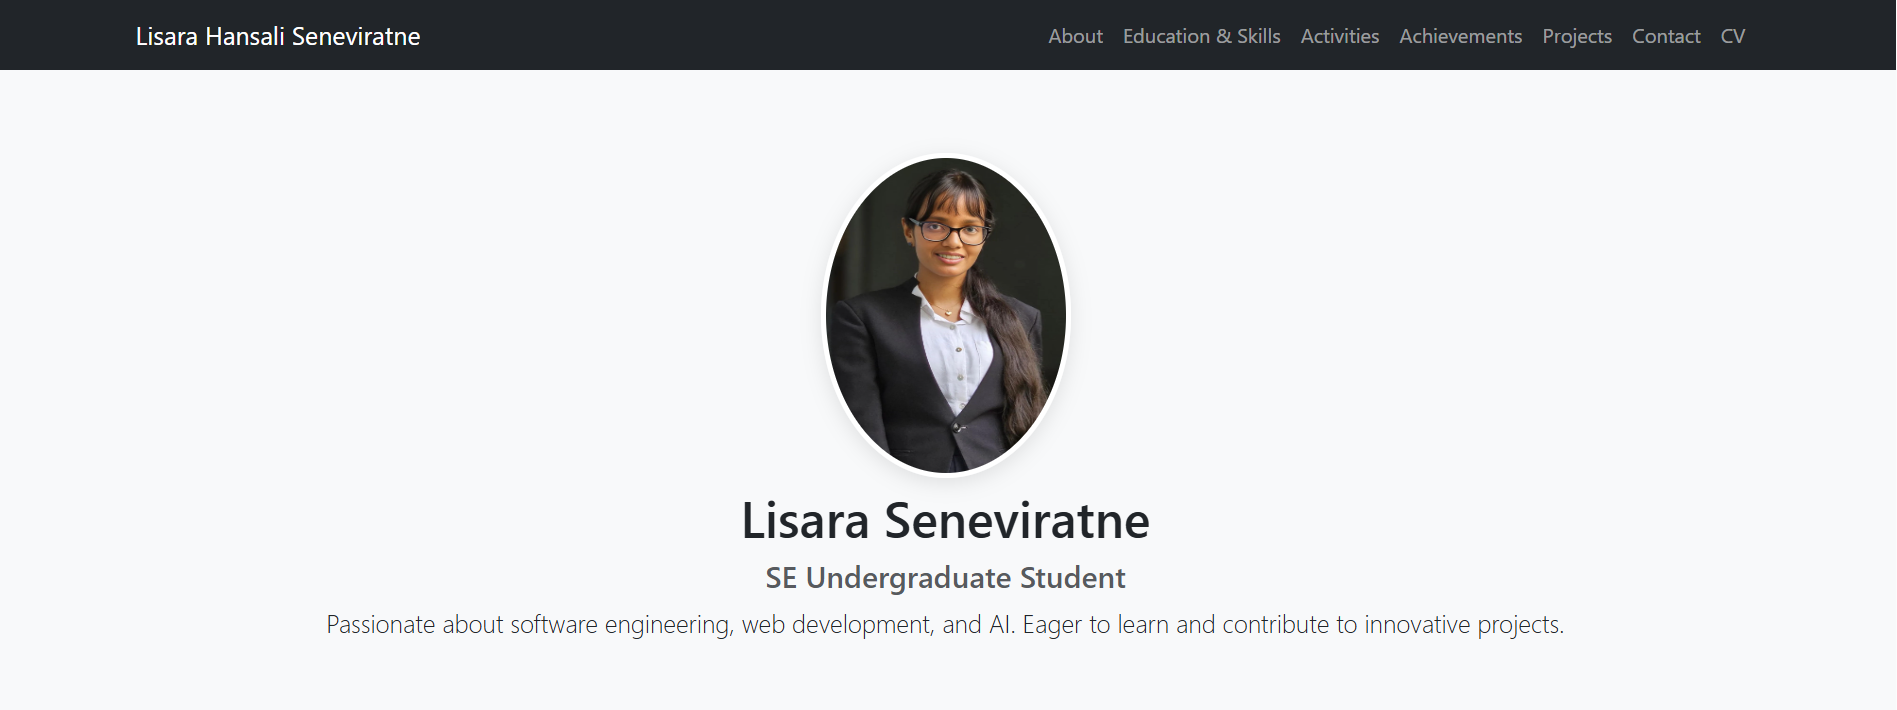 Lisara Hansali Seneviratne
About Education & Skills Activities Achievements Projects Contact CV
Lisara Seneviratne
SE Undergraduate Student
Passionate about software engineering, web development, and AI. Eager to learn and contribute to innovative projects.